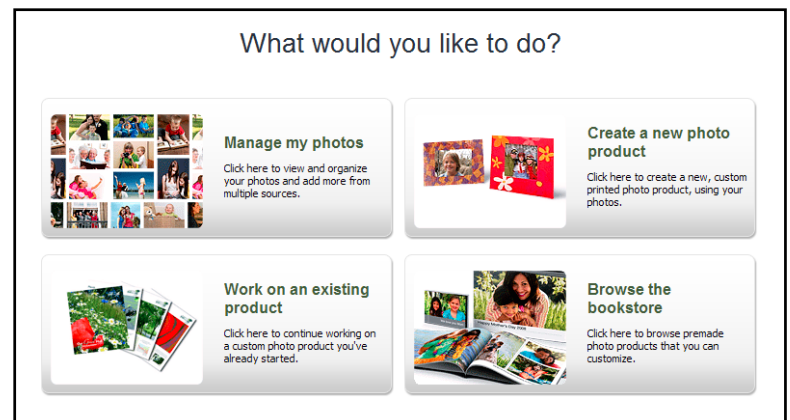 What would you like to do?
Manage my photos
Click here to view and organize
your photos and add more from
multiple sources.
Create a new photo
product
Click here to create a new, custom
printed photo product, using your
photos.
Work on an existing
product
Click here to continue working on
a custom photo product you've
already started.
Browse the
bookstore
Click here to browse premade
photo products that you can
customize.